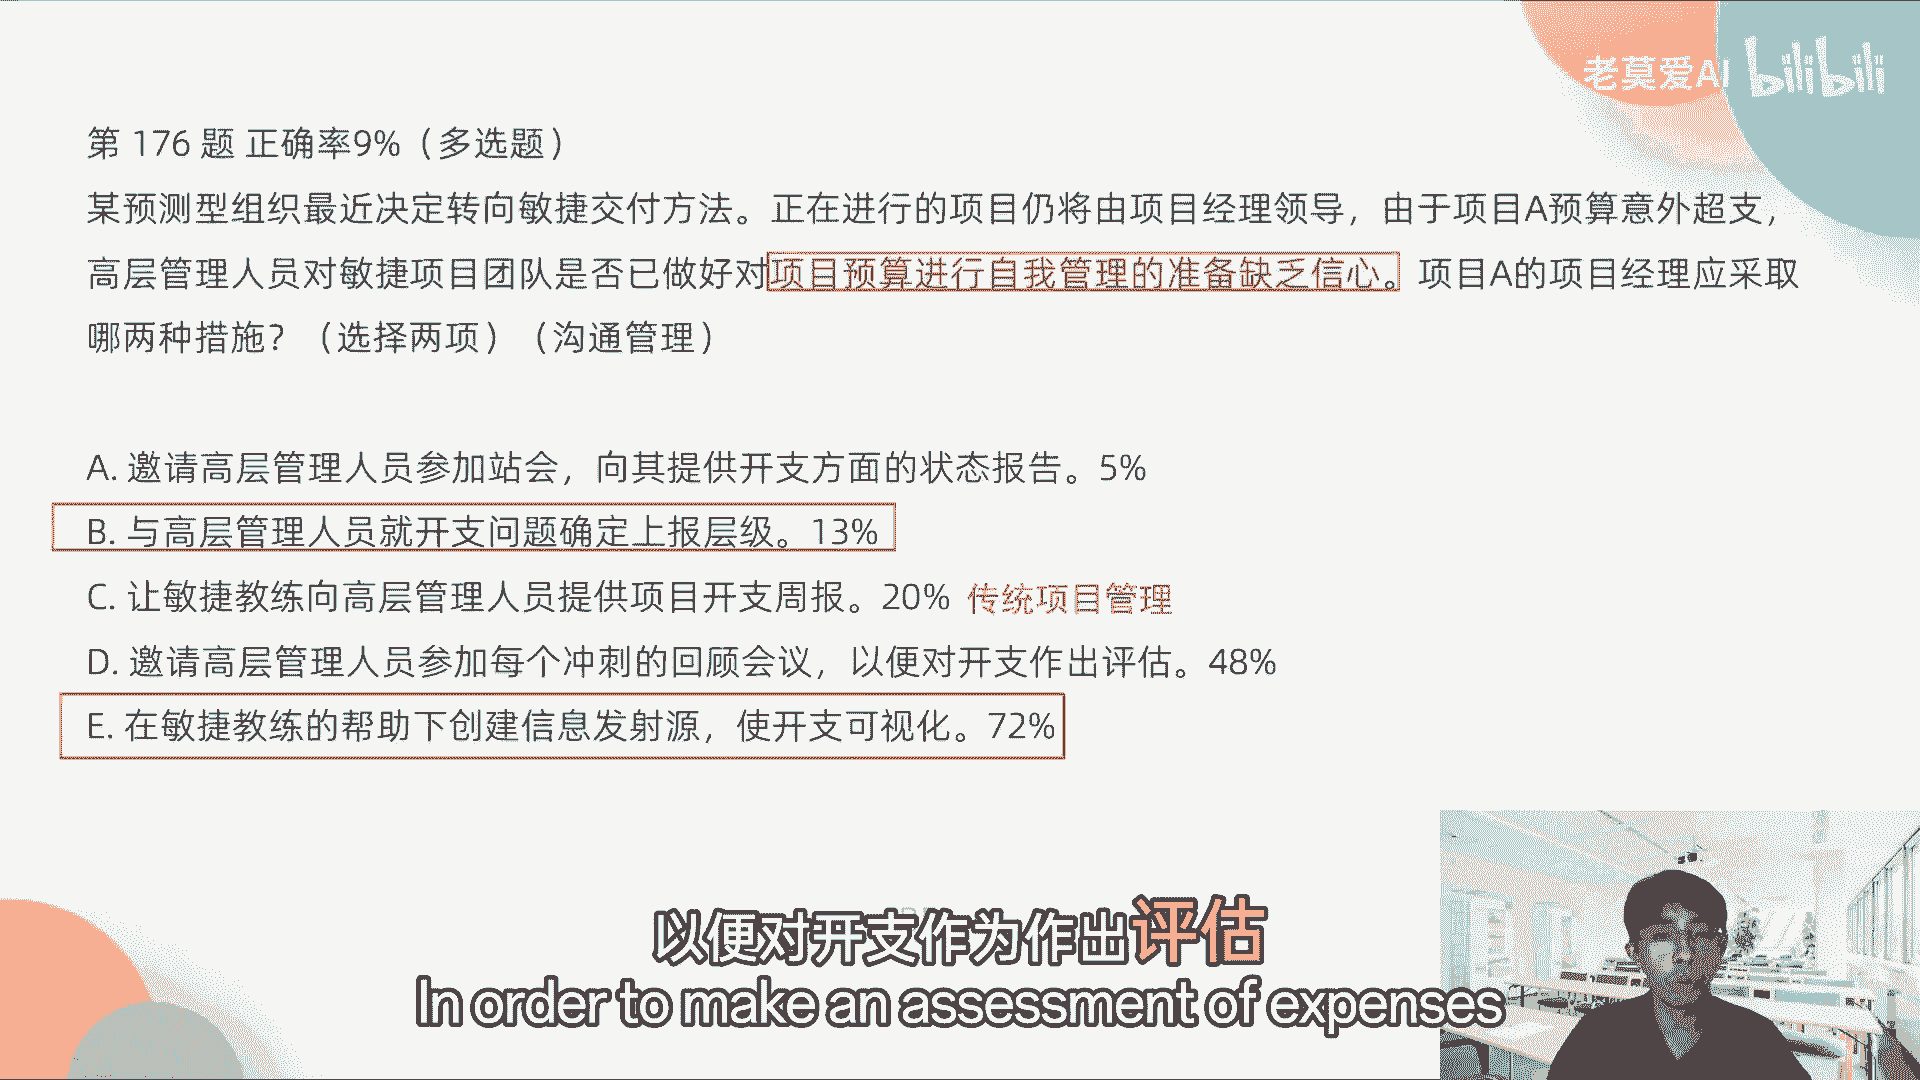 老莫爱AI bilibili
第 176 题 正确率9%（多选题）
某预测型组织最近决定转向敏捷交付方法。正在进行的项目仍将由项目经理领导，由于项目A预算意外超支，
高层管理人员对敏捷项目团队是否已做好对项目预算进行自我管理的准备缺乏信心。项目A的项目经理应采取
哪两种措施？（选择两项）（沟通管理）
A. 邀请高层管理人员参加站会，向其提供开支方面的状态报告。5%
B. 与高层管理人员就开支问题确定上报层级。13%
C. 让敏捷教练向高层管理人员提供项目开支周报。20% 传统项目管理
D. 邀请高层管理人员参加每个冲刺的回顾会议，以便对开支作出评估。48%
E. 在敏捷教练的帮助下创建信息发射源，使开支可视化。72%
以便对开支作为作出评估
In order to make an assessment of expenses